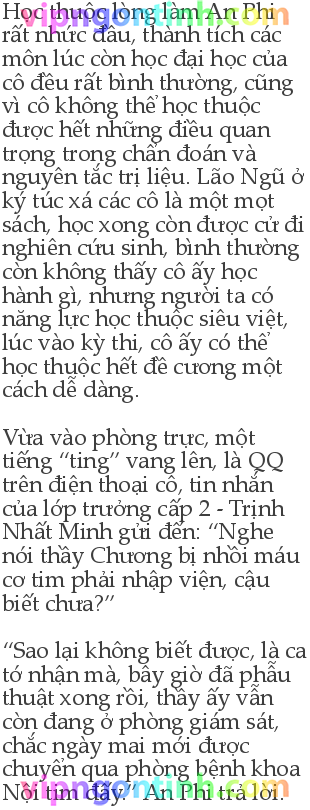 Học thuộc lòng làm An Phi
rất nhức đầu, thành tích các
môn lúc còn học đại học của
cô đều rất bình thường, cũng
vì cô không thể học thuộc
được hết những điều quan
trọng trong chẩn đoán và
nguyên tắc trị liệu. Lão Ngũ ở
ký túc xá các cô là một mọt
sách, học xong còn được cử đi
nghiên cứu sinh, bình thường
còn không thấy cô ấy học
hành gì, nhưng người ta có
năng lực học thuộc siêu việt,
lúc vào kỳ thi, cô ấy có thể
học thuộc hết đề cương một
cách dễ dàng.
Vừa vào phòng trực, một
tiếng “ting” vang lên, là QQ
trên điện thoại cô, tin nhắn
của lớp trưởng cấp 2 - Trịnh
Nhất Minh gửi đến: “Nghe
nói thầy Chương bị nhồi máu
cơ tim phải nhập viện, cậu
biết chưa?”
“Sao lại không biết được, là ca
tớ nhận mà, bây giờ đã phẫu
thuật xong rồi, thầy ấy vẫn
còn đang ở phòng giám sát,
chắc ngày mai mới được
chuyển qua phòng bệnh khoa
Nội tim đấy.” An Phi trả lời.
vipngontinh.com
vipngontinh.com